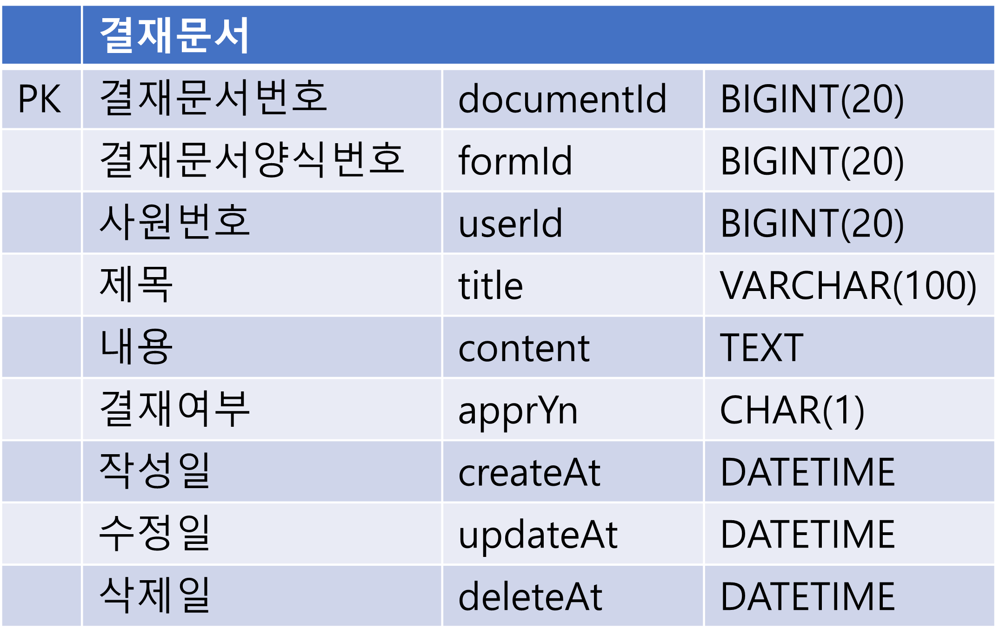 결재문서
PK 결재문서번호 documentId BIGINT(20)
결재문서양식번호 formId BIGINT(20)
사원번호 userId BIGINT(20)
제목 title VARCHAR(100)
내용 content TEXT
결재여부 apprYn CHAR(1)
작성일 createAt DATETIME
수정일 updateAt DATETIME
삭제일 deleteAt DATETIME